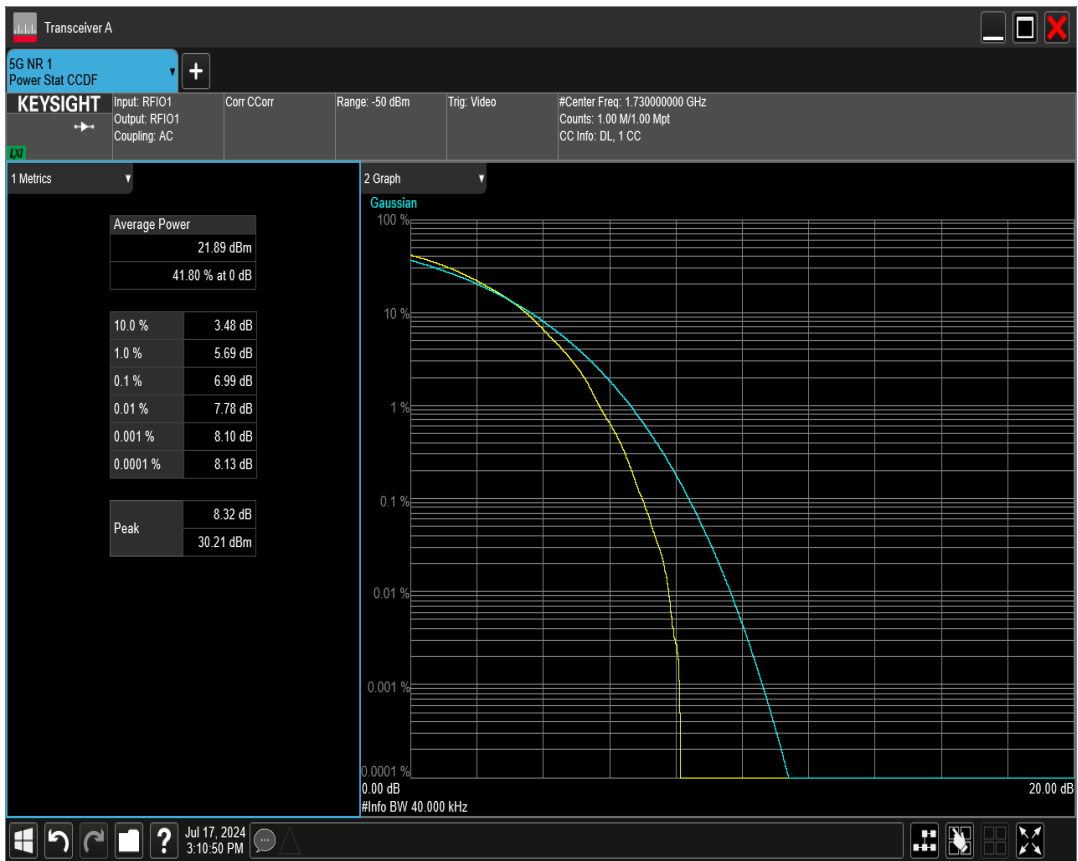 Transceiver A
5G NR 1
Power Stat CCDF
+
KEYSIGHT
LXI
Input: RFIO1
Output: RFIO1
Coupling: AC
Corr CCorr
Range: -50 dBm
Trig: Video
#Center Freq: 1.730000000 GHz
Counts: 1.00 M/1.00 Mpt
CC Info: DL, 1 CC
1 Metrics
Average Power
21.89 dBm
41.80 % at 0 dB
10.0 % 3.48 dB
1.0 % 5.69 dB
0.1 % 6.99 dB
0.01 % 7.78 dB
0.001 % 8.10 dB
0.0001 % 8.13 dB
Peak 8.32 dB
30.21 dBm
2 Graph
Gaussian
100 %
10 %
1 %
0.1 %
0.01 %
0.001 %
0.0001 %
0.00 dB 20.00 dB
#Info BW 40.000 kHz
? Jul 17, 2024
3:10:50 PM